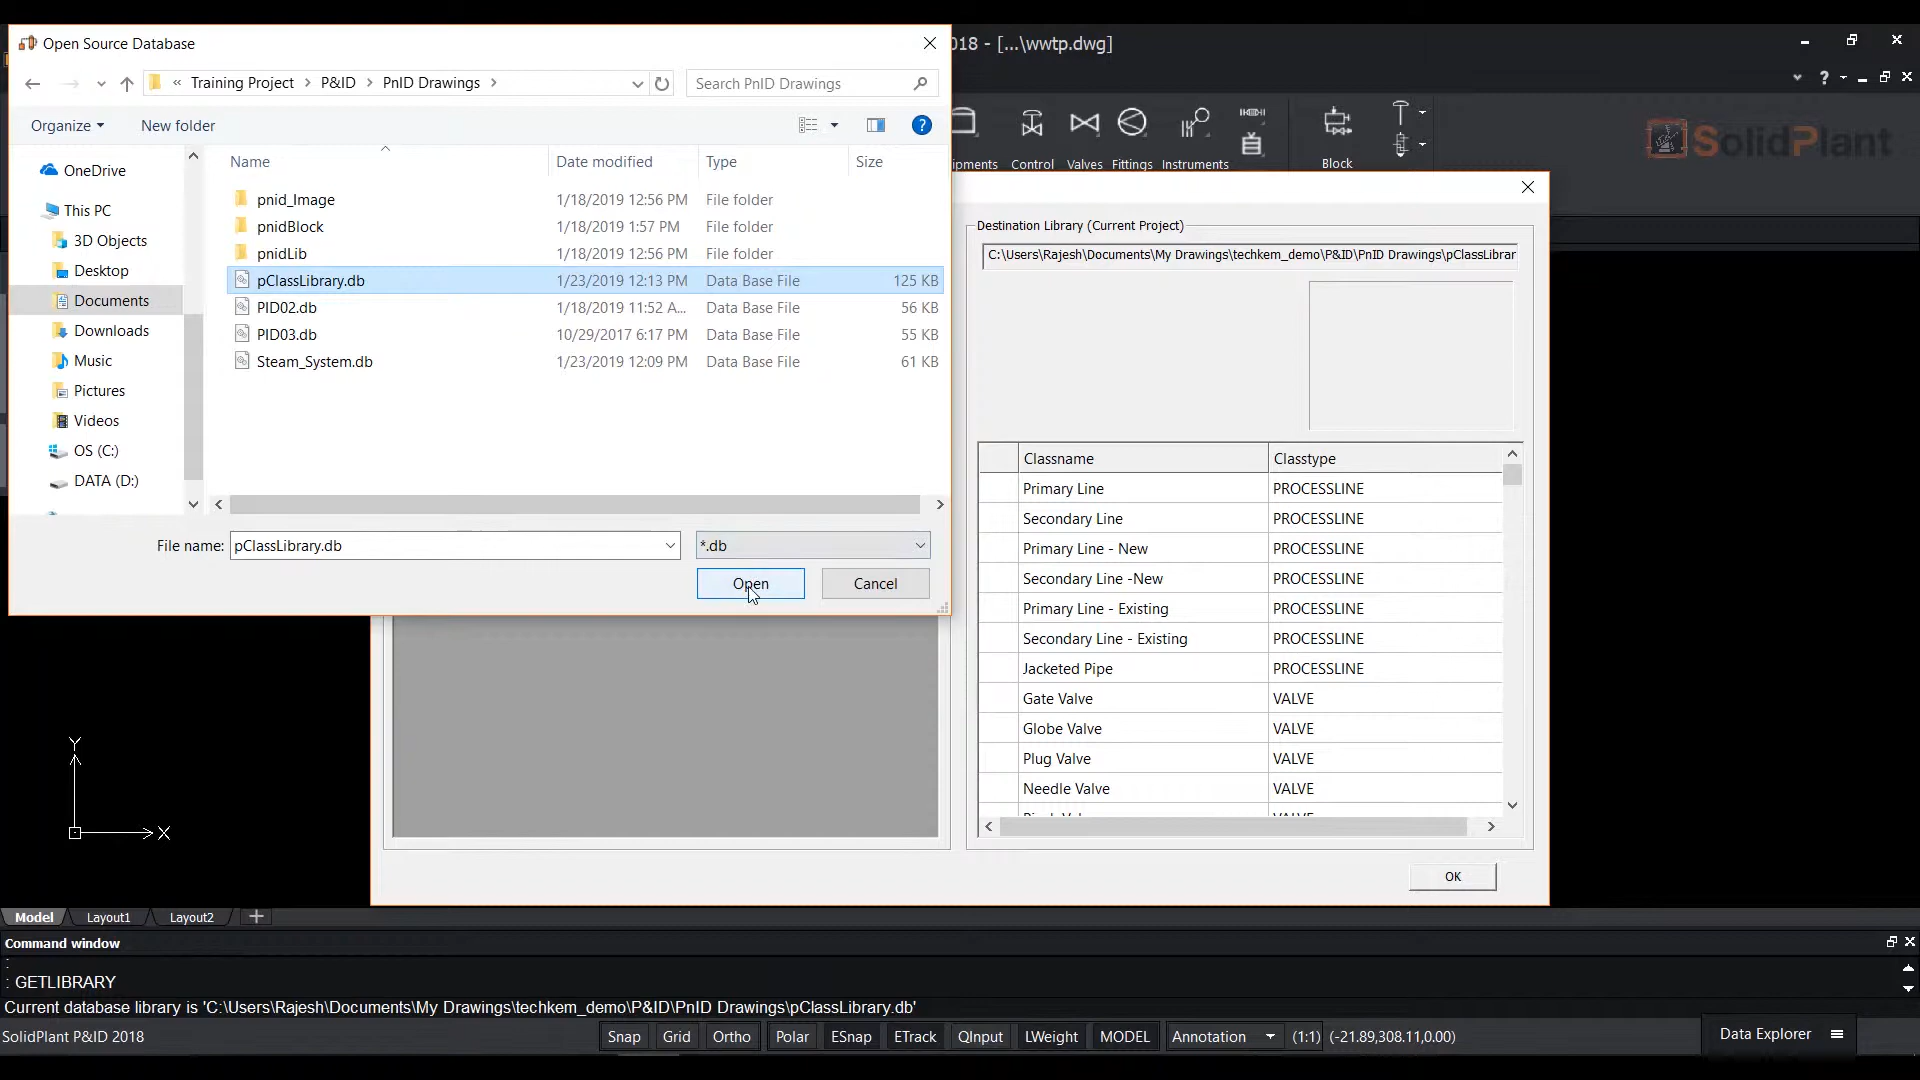 Open Source Database
018 - [...\wwtp.dwg]
« Training Project > P&ID > PnID Drawings >
Search PnID Drawings
Organize
New folder
ipments
Control
Valves
Fittings
Instruments
Block
SolidPlant
Name
Date modified
Type
Size
OneDrive
This PC
3D Objects
Desktop
Documents
Downloads
Music
Pictures
Videos
OS (C:)
DATA (D:)
pnid_Image 1/18/2019 12:56 PM File folder
pnidBlock 1/18/2019 1:57 PM File folder
pnidLib 1/18/2019 12:56 PM File folder
pClassLibrary.db 1/23/2019 12:13 PM Data Base File 125 KB
PID02.db 1/18/2019 11:52 A... Data Base File 56 KB
PID03.db 10/29/2017 6:17 PM Data Base File 55 KB
Steam_System.db 1/23/2019 12:09 PM Data Base File 61 KB
File name: pClassLibrary.db
*.db
Open
Cancel
Destination Library (Current Project)
C:\Users\Rajesh\Documents\My Drawings\techkem_demo\P&ID\PnID Drawings\pClassLibrar
Classname Classtype
Primary Line PROCESSLINE
Secondary Line PROCESSLINE
Primary Line - New PROCESSLINE
Secondary Line -New PROCESSLINE
Primary Line - Existing PROCESSLINE
Secondary Line - Existing PROCESSLINE
Jacketed Pipe PROCESSLINE
Gate Valve VALVE
Globe Valve VALVE
Plug Valve VALVE
Needle Valve VALVE
OK
Y
X
Model
Layout1
Layout2
Command window
:
: GETLIBRARY
Current database library is 'C:\Users\Rajesh\Documents\My Drawings\techkem_demo\P&ID\PnID Drawings\pClassLibrary.db'
SolidPlant P&ID 2018
Snap
Grid
Ortho
Polar
ESnap
ETrack
QInput
LWeight
MODEL
Annotation
(1:1)
(-21.89,308.11,0.00)
Data Explorer